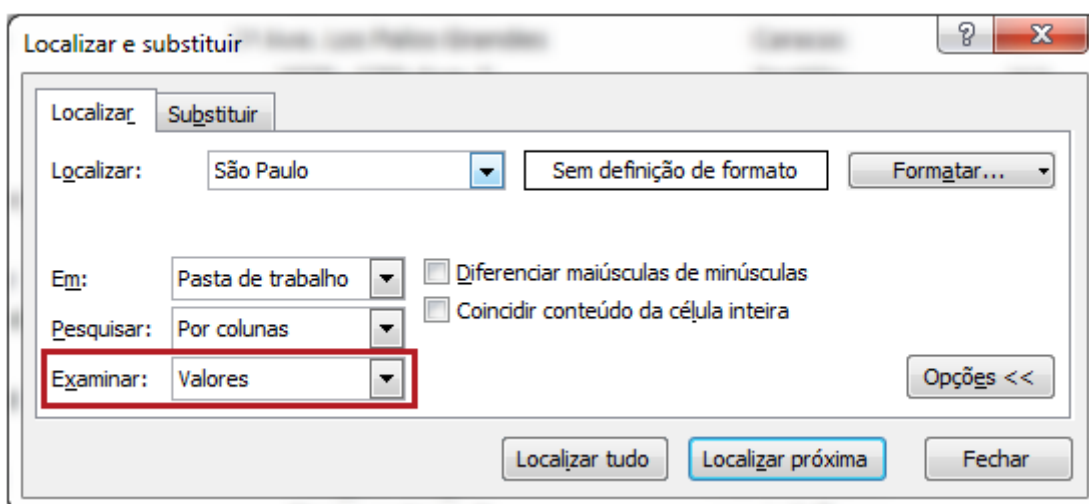 Localizar e substituir
Localizar Substituir
Localizar: São Paulo Sem definição de formato Formatar...
Em: Pasta de trabalho Diferenciar maiúsculas de minúsculas
Pesquisar: Por colunas Coincidir conteúdo da célula inteira
Examinar: Valores Opções <<
Localizar tudo Localizar próxima Fechar